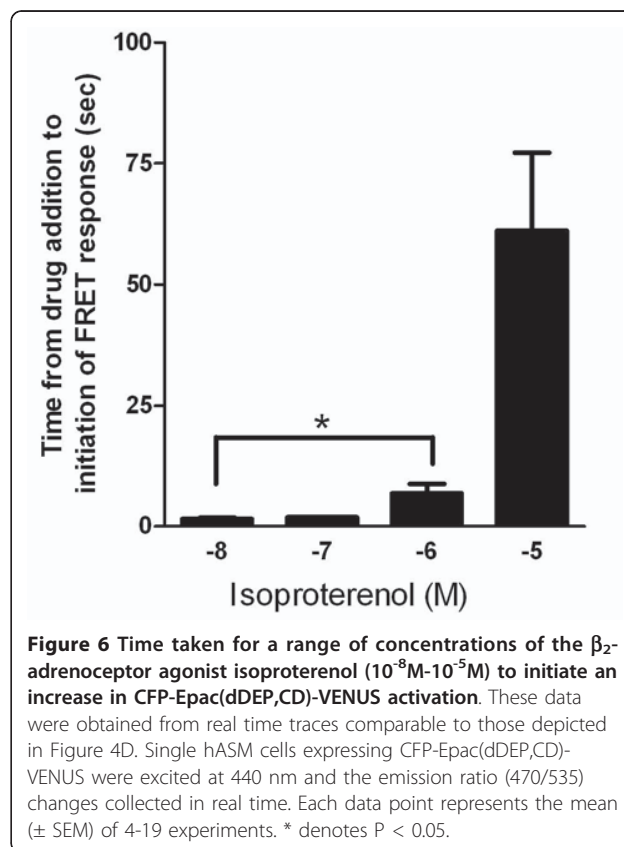 100
75
50
25
0
Time from drug addition to
initiation of FRET response (sec)
*
-8 -7 -6 -5
Isoproterenol (M)
Figure 6 Time taken for a range of concentrations of the β₂-
adrenoceptor agonist isoproterenol (10⁻⁸M-10⁻⁵M) to initiate an
increase in CFP-Epac(dDEP,CD)-VENUS activation. These data
were obtained from real time traces comparable to those depicted
in Figure 4D. Single hASM cells expressing CFP-Epac(dDEP,CD)-
VENUS were excited at 440 nm and the emission ratio (470/535)
changes collected in real time. Each data point represents the mean
(± SEM) of 4-19 experiments. * denotes P < 0.05.